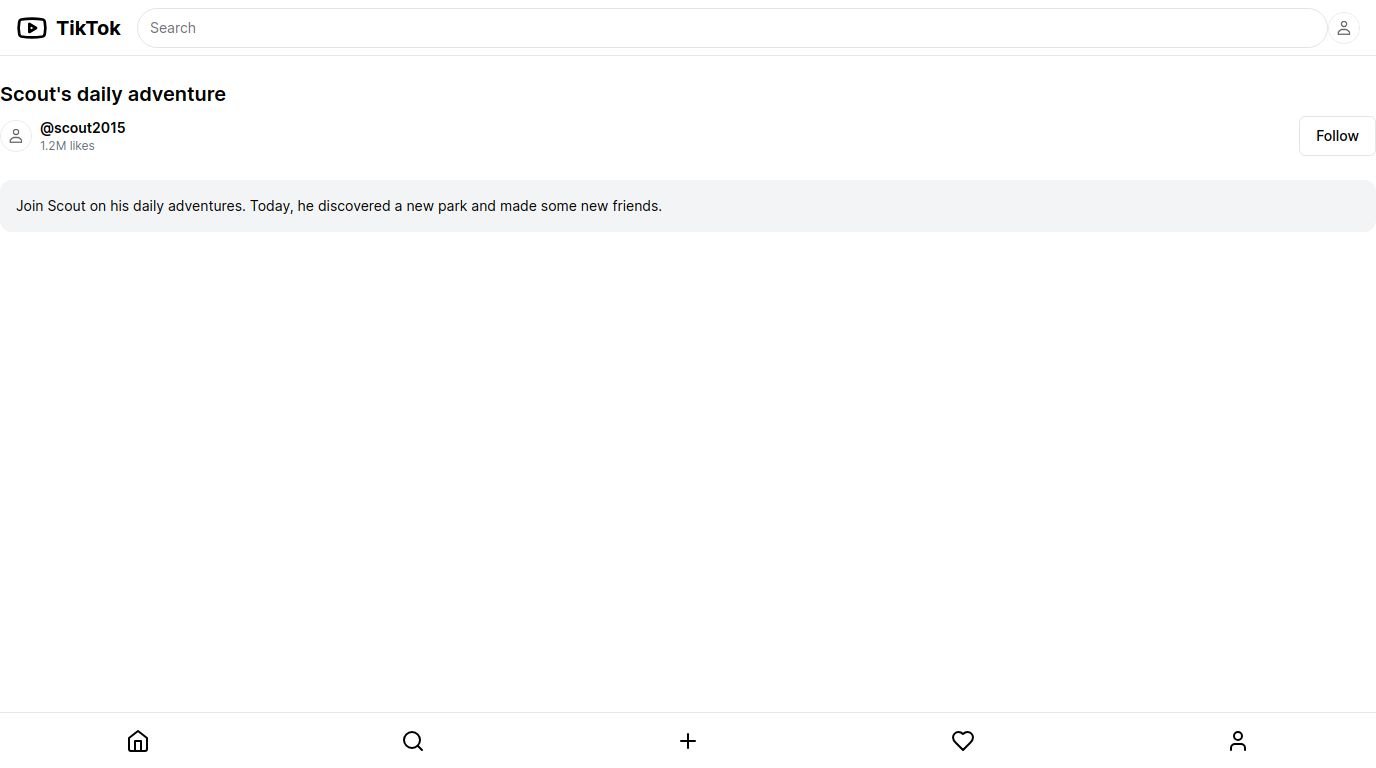 TikTok
Search
Scout's daily adventure
@scout2015
1.2M likes
Follow
Join Scout on his daily adventures. Today, he discovered a new park and made some new friends.